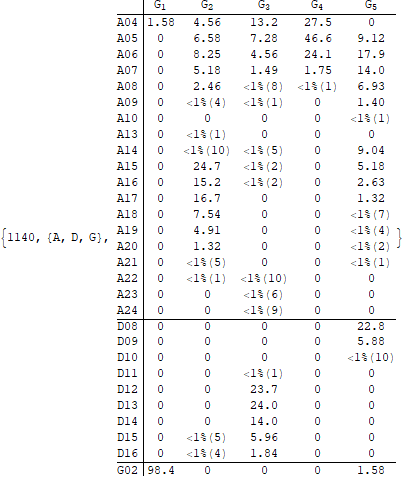 G1 G2 G3 G4 G5
A04 1.58 4.56 13.2 27.5 0
A05 0 6.58 7.28 46.6 9.12
A06 0 8.25 4.56 24.1 17.9
A07 0 5.18 1.49 1.75 14.0
A08 0 2.46 <1%(8) <1%(1) 6.93
A09 0 <1%(4) <1%(1) 0 1.40
A10 0 0 0 0 <1%(1)
A13 0 <1%(1) 0 0 0
A14 0 <1%(10) <1%(5) 0 9.04
A15 0 24.7 <1%(2) 0 5.18
A16 0 15.2 <1%(2) 0 2.63
A17 0 16.7 0 0 1.32
A18 0 7.54 0 0 <1%(7)
{1140, {A, D, G}, A19 0 4.91 0 0 <1%(4) }
A20 0 1.32 0 0 <1%(2)
A21 0 <1%(5) 0 0 <1%(1)
A22 0 <1%(1) <1%(10) 0 0
A23 0 0 <1%(6) 0 0
A24 0 0 <1%(9) 0 0
D08 0 0 0 0 22.8
D09 0 0 0 0 5.88
D10 0 0 0 0 <1%(10)
D11 0 0 <1%(1) 0 0
D12 0 0 23.7 0 0
D13 0 0 24.0 0 0
D14 0 0 14.0 0 0
D15 0 <1%(5) 5.96 0 0
D16 0 <1%(4) 1.84 0 0
G02 98.4 0 0 0 1.58